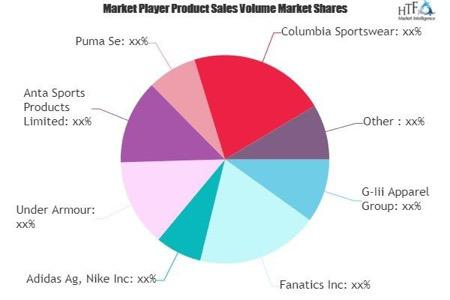 Market Player Product Sales Volume Market Shares
HTF
Market Intelligence
Columbia Sportswear: xx%
Puma Se: xx%
Anta Sports
Products
Limited: xx%
Other : xx%
G-Iii Apparel
Group: xx%
Under Armour:
xx%
Adidas Ag, Nike Inc: xx%
Fanatics Inc: xx%